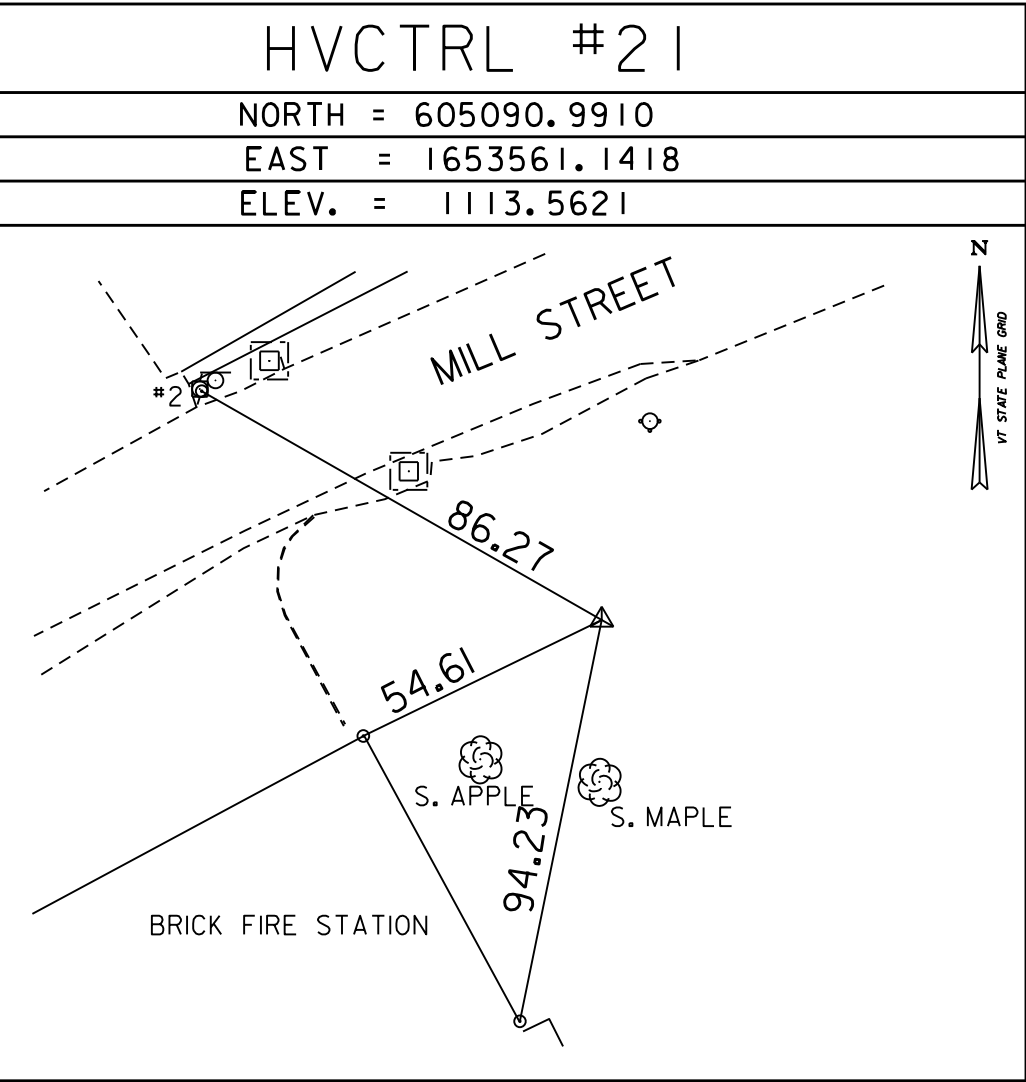 HVCTRL #21
NORTH = 605090.9910
EAST = 1653561.1418
ELEV. = 1113.5621
N
VT STATE PLANE GRID
MILL STREET
#2
86.27
54.61
S. APPLE
S. MAPLE
94.23
BRICK FIRE STATION